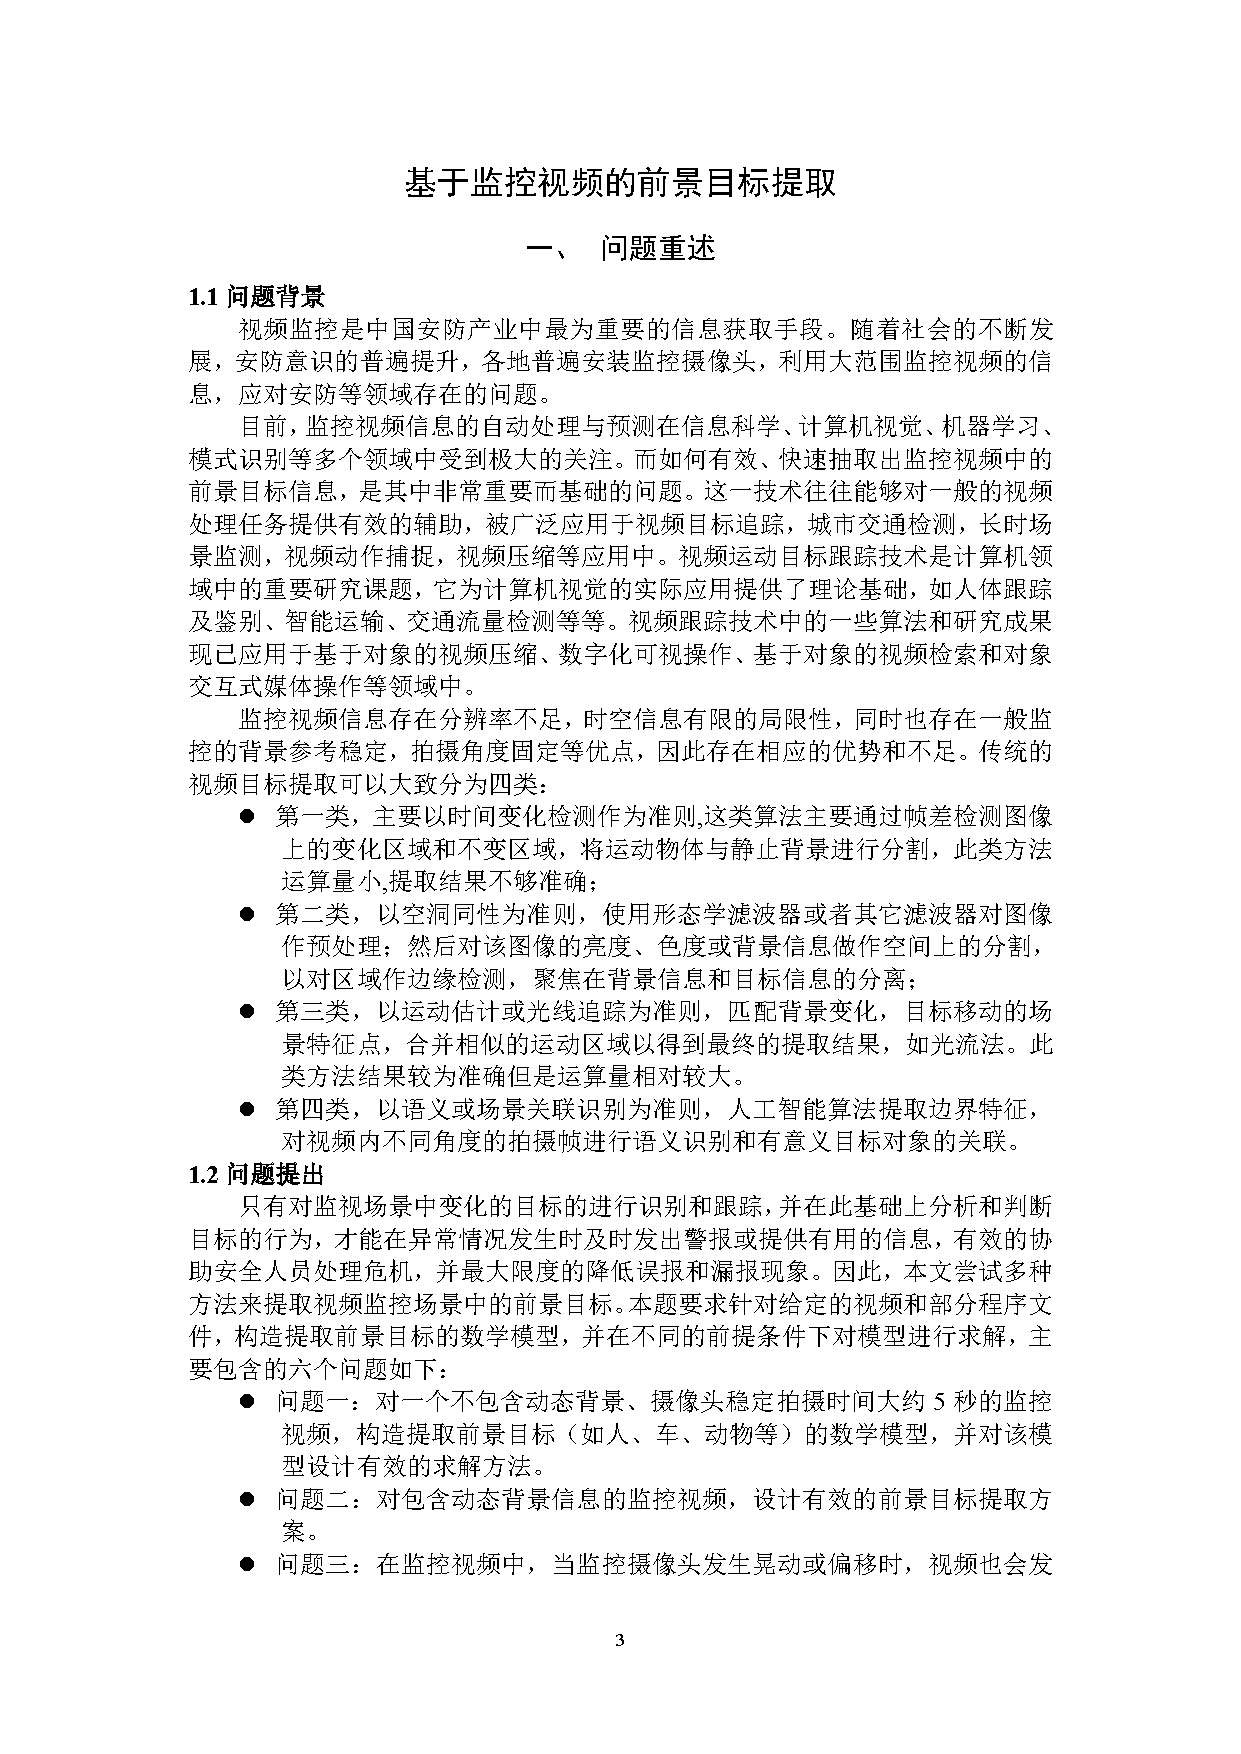 基于监控视频的前景目标提取
一、 问题重述
1.1 问题背景
视频监控是中国安防产业中最为重要的信息获取手段。随着社会的不断发
展，安防意识的普遍提升，各地普遍安装监控摄像头，利用大范围监控视频的信
息，应对安防等领域存在的问题。
目前，监控视频信息的自动处理与预测在信息科学、计算机视觉、机器学习、
模式识别等多个领域中受到极大的关注。而如何有效、快速抽取出监控视频中的
前景目标信息，是其中非常重要而基础的问题。这一技术往往能够对一般的视频
处理任务提供有效的辅助，被广泛应用于视频目标追踪，城市交通检测，长时场
景监测，视频动作捕捉，视频压缩等应用中。视频运动目标跟踪技术是计算机领
域中的重要研究课题，它为计算机视觉的实际应用提供了理论基础，如人体跟踪
及鉴别、智能运输、交通流量检测等等。视频跟踪技术中的一些算法和研究成果
现已应用于基于对象的视频压缩、数字化可视操作、基于对象的视频检索和对象
交互式媒体操作等领域中。
监控视频信息存在分辨率不足，时空信息有限的局限性，同时也存在一般监
控的背景参考稳定，拍摄角度固定等优点，因此存在相应的优势和不足。传统的
视频目标提取可以大致分为四类：
● 第一类，主要以时间变化检测作为准则,这类算法主要通过帧差检测图像
上的变化区域和不变区域，将运动物体与静止背景进行分割，此类方法
运算量小,提取结果不够准确；
● 第二类，以空洞同性为准则，使用形态学滤波器或者其它滤波器对图像
作预处理；然后对该图像的亮度、色度或背景信息做作空间上的分割，
以对区域作边缘检测，聚焦在背景信息和目标信息的分离；
● 第三类，以运动估计或光线追踪为准则，匹配背景变化，目标移动的场
景特征点，合并相似的运动区域以得到最终的提取结果，如光流法。此
类方法结果较为准确但是运算量相对较大。
● 第四类，以语义或场景关联识别为准则，人工智能算法提取边界特征，
对视频内不同角度的拍摄帧进行语义识别和有意义目标对象的关联。
1.2 问题提出
只有对监视场景中变化的目标的进行识别和跟踪，并在此基础上分析和判断
目标的行为，才能在异常情况发生时及时发出警报或提供有用的信息，有效的协
助安全人员处理危机，并最大限度的降低误报和漏报现象。因此，本文尝试多种
方法来提取视频监控场景中的前景目标。本题要求针对给定的视频和部分程序文
件，构造提取前景目标的数学模型，并在不同的前提条件下对模型进行求解，主
要包含的六个问题如下：
● 问题一：对一个不包含动态背景、摄像头稳定拍摄时间大约 5 秒的监控
视频，构造提取前景目标（如人、车、动物等）的数学模型，并对该模
型设计有效的求解方法。
● 问题二：对包含动态背景信息的监控视频，设计有效的前景目标提取方
案。
● 问题三：在监控视频中，当监控摄像头发生晃动或偏移时，视频也会发
3